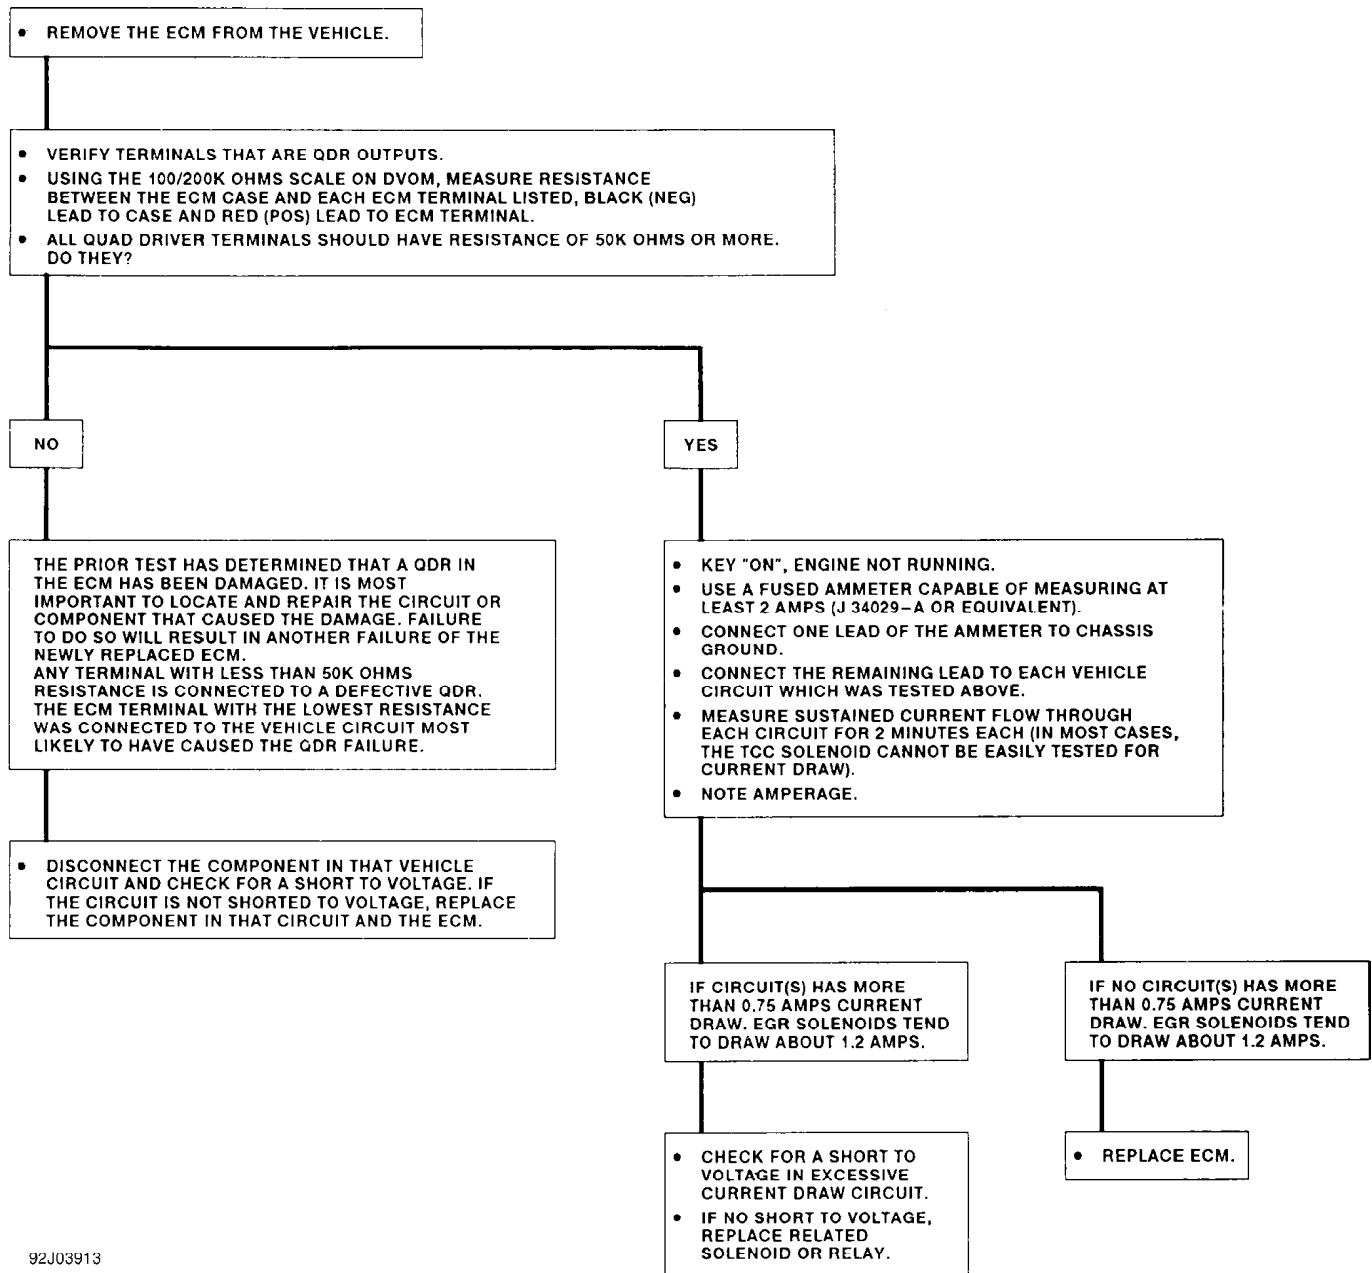 • REMOVE THE ECM FROM THE VEHICLE.
• VERIFY TERMINALS THAT ARE QDR OUTPUTS.
• USING THE 100/200K OHMS SCALE ON DVOM, MEASURE RESISTANCE
BETWEEN THE ECM CASE AND EACH ECM TERMINAL LISTED, BLACK (NEG)
LEAD TO CASE AND RED (POS) LEAD TO ECM TERMINAL.
• ALL QUAD DRIVER TERMINALS SHOULD HAVE RESISTANCE OF 50K OHMS OR MORE.
DO THEY?
NO
YES
THE PRIOR TEST HAS DETERMINED THAT A QDR IN
THE ECM HAS BEEN DAMAGED. IT IS MOST
IMPORTANT TO LOCATE AND REPAIR THE CIRCUIT OR
COMPONENT THAT CAUSED THE DAMAGE. FAILURE
TO DO SO WILL RESULT IN ANOTHER FAILURE OF THE
NEWLY REPLACED ECM.
ANY TERMINAL WITH LESS THAN 50K OHMS
RESISTANCE IS CONNECTED TO A DEFECTIVE QDR.
THE ECM TERMINAL WITH THE LOWEST RESISTANCE
WAS CONNECTED TO THE VEHICLE CIRCUIT MOST
LIKELY TO HAVE CAUSED THE QDR FAILURE.
• DISCONNECT THE COMPONENT IN THAT VEHICLE
CIRCUIT AND CHECK FOR A SHORT TO VOLTAGE. IF
THE CIRCUIT IS NOT SHORTED TO VOLTAGE, REPLACE
THE COMPONENT IN THAT CIRCUIT AND THE ECM.
• KEY "ON", ENGINE NOT RUNNING.
• USE A FUSED AMMETER CAPABLE OF MEASURING AT
LEAST 2 AMPS (J 34029-A OR EQUIVALENT).
• CONNECT ONE LEAD OF THE AMMETER TO CHASSIS
GROUND.
• CONNECT THE REMAINING LEAD TO EACH VEHICLE
CIRCUIT WHICH WAS TESTED ABOVE.
• MEASURE SUSTAINED CURRENT FLOW THROUGH
EACH CIRCUIT FOR 2 MINUTES EACH (IN MOST CASES,
THE TCC SOLENOID CANNOT BE EASILY TESTED FOR
CURRENT DRAW).
• NOTE AMPERAGE.
IF CIRCUIT(S) HAS MORE
THAN 0.75 AMPS CURRENT
DRAW. EGR SOLENOIDS TEND
TO DRAW ABOUT 1.2 AMPS.
IF NO CIRCUIT(S) HAS MORE
THAN 0.75 AMPS CURRENT
DRAW. EGR SOLENOIDS TEND
TO DRAW ABOUT 1.2 AMPS.
• CHECK FOR A SHORT TO
VOLTAGE IN EXCESSIVE
CURRENT DRAW CIRCUIT.
• IF NO SHORT TO VOLTAGE,
REPLACE RELATED
SOLENOID OR RELAY.
• REPLACE ECM.
92J03913